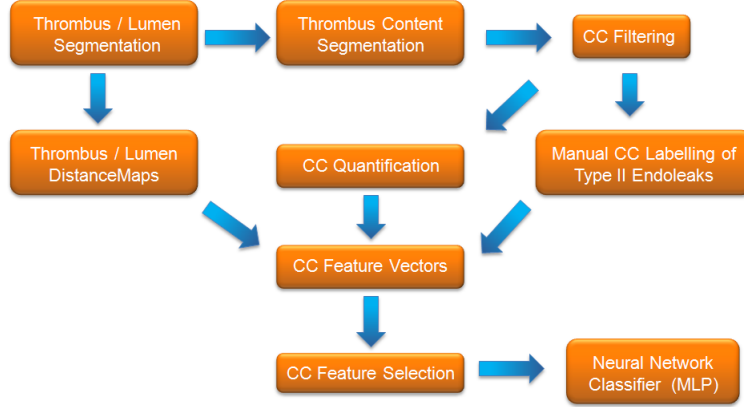 Thrombus / Lumen
Segmentation
Thrombus Content
Segmentation
CC Filtering
Thrombus / Lumen
DistanceMaps
CC Quantification
Manual CC Labelling of
Type II Endoleaks
CC Feature Vectors
CC Feature Selection
Neural Network
Classifier (MLP)